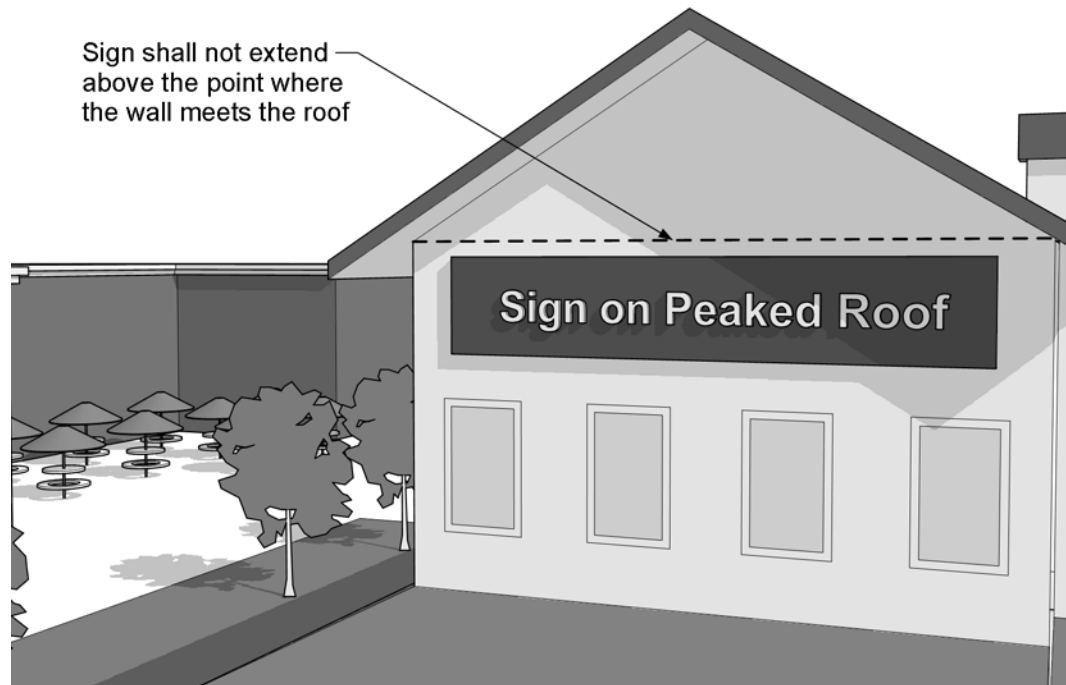 Sign shall not extend
above the point where
the wall meets the roof
Sign on Peaked Roof